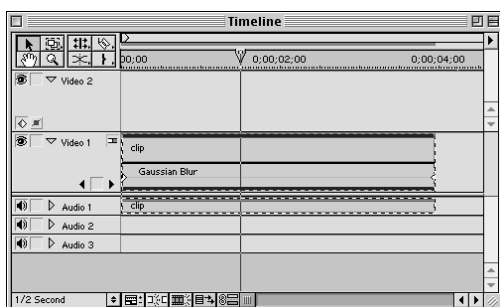 Timeline
00;00 0;00;02;00 0;00;04;00
Video 2
Video 1
clip
Gaussian Blur
Audio 1
clip
Audio 2
Audio 3
1/2 Second